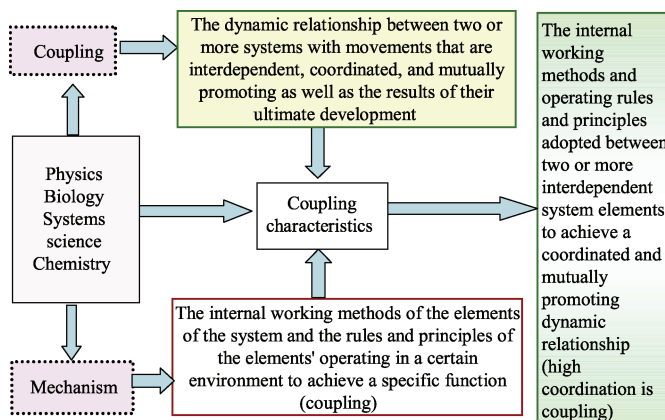 Coupling
The dynamic relationship between two or
more systems with movements that are
interdependent, coordinated, and mutually
promoting as well as the results of their
ultimate development
Physics
Biology
Systems
science
Chemistry
Coupling
characteristics
The internal working methods of the elements
of the system and the rules and principles of
the elements' operating in a certain
environment to achieve a specific function
(coupling)
Mechanism
The internal
working
methods and
operating rules
and principles
adopted between
two or more
interdependent
system elements
to achieve a
coordinated and
mutually
promoting
dynamic
relationship
(high
coordination is
coupling)